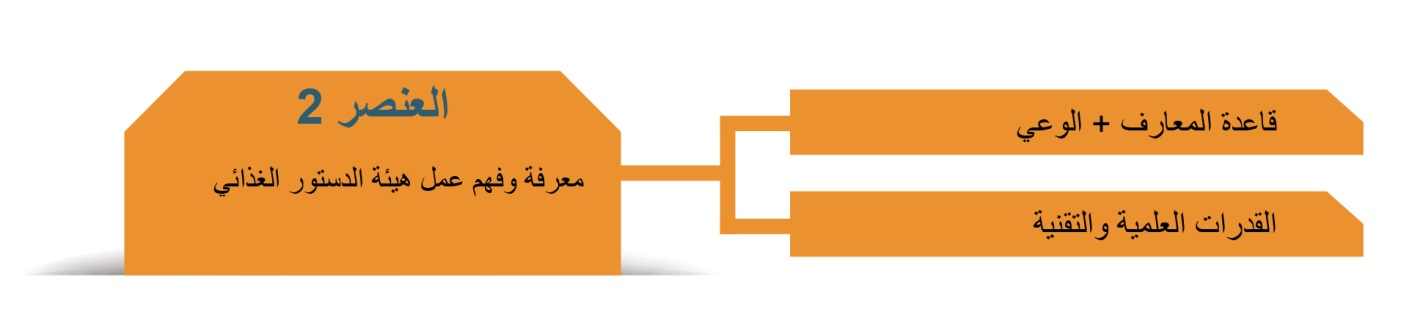 العنصر 2
معرفة وفهم عمل هيئة الدستور الغذائي
قاعدة المعارف + الوعي
القدرات العلمية والتقنية